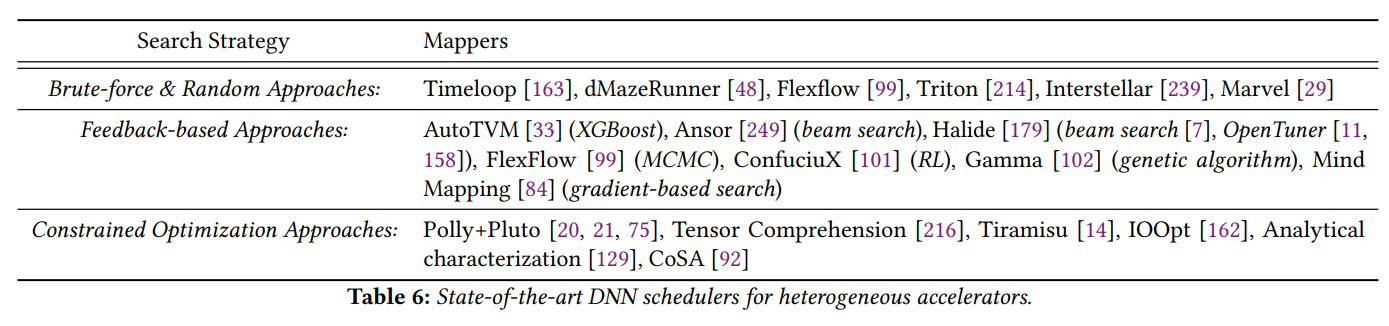 Search Strategy Mappers
Brute-force & Random Approaches: Timeloop [163], dMazeRunner [48], Flexflow [99], Triton [214], Interstellar [239], Marvel [29]
Feedback-based Approaches: AutoTVM [33] (XGBoost), Ansor [249] (beam search), Halide [179] (beam search [7], OpenTuner [11,
158]), FlexFlow [99] (MCMC), ConfuciuX [101] (RL), Gamma [102] (genetic algorithm), Mind
Mapping [84] (gradient-based search)
Constrained Optimization Approaches: Polly+Pluto [20, 21, 75], Tensor Comprehension [216], Tiramisu [14], IOOpt [162], Analytical
characterization [129], CoSA [92]
Table 6: State-of-the-art DNN schedulers for heterogeneous accelerators.